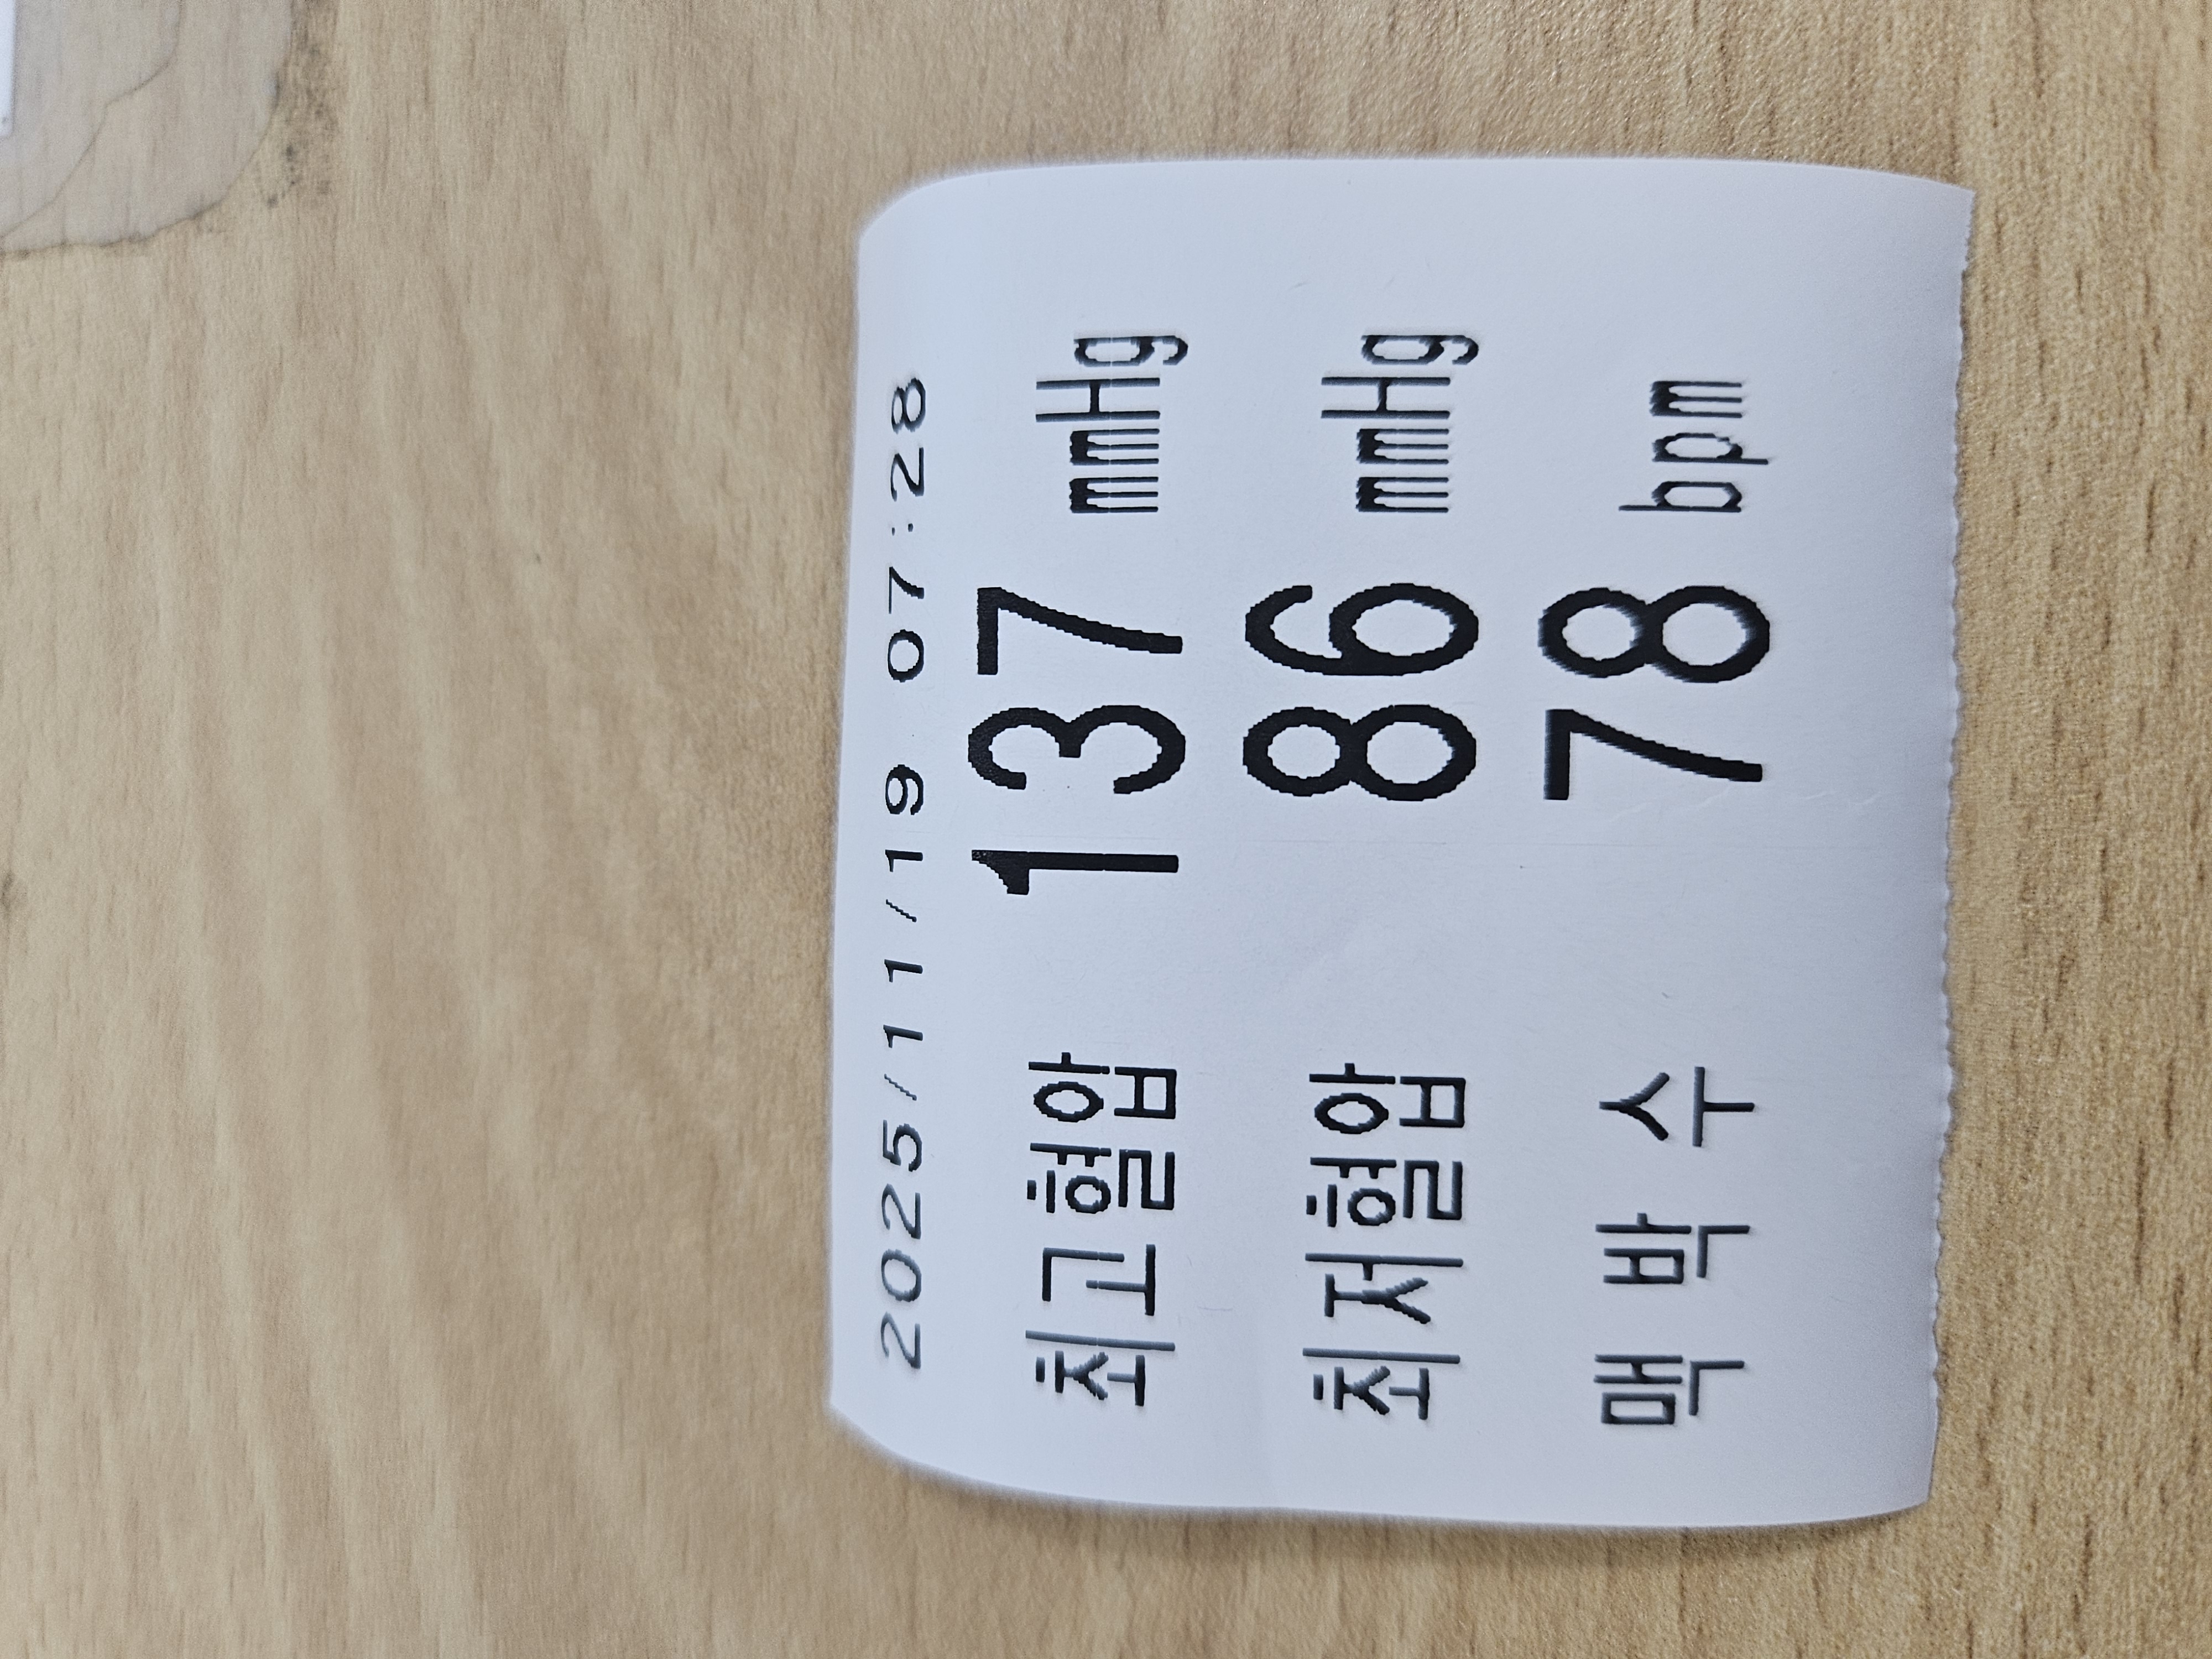 2025/11/19 07:28
최고혈압 137 mmHg
최저혈압 86 mmHg
맥 박 수 78 bpm